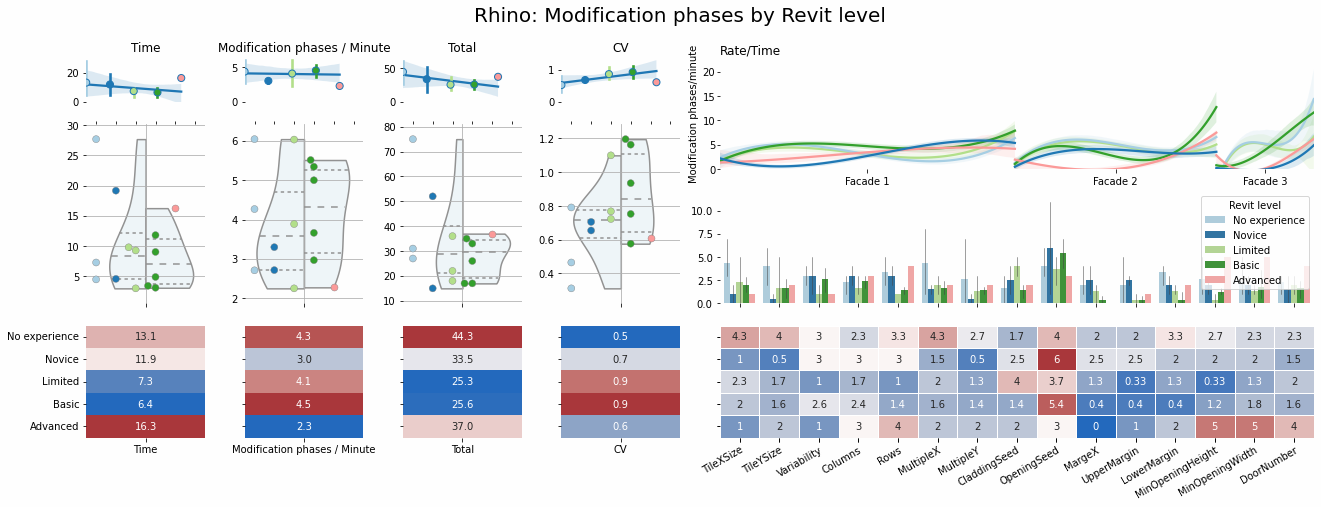 Rhino: Modification phases by Revit level
Time
Modification phases / Minute
Total
CV
Rate/Time
20
0
5
0
50
0
1
0
Modification phases/minute
20
15
10
5
0
Facade 1
Facade 2
Facade 3
30
25
20
15
10
5
6
5
4
3
2
80
70
60
50
40
30
20
10
1.2
1.0
0.8
0.6
0.4
10.0
7.5
5.0
2.5
0.0
Revit level
No experience
Novice
Limited
Basic
Advanced
No experience 13.1 4.3 44.3 0.5 4.3 4 3 2.3 3.3 4.3 2.7 1.7 4 2 2 3.3 2.7 2.3 2.3
Novice 11.9 3.0 33.5 0.7 1 0.5 3 3 3 1.5 0.5 2.5 6 2.5 2.5 2 2 2 1.5
Limited 7.3 4.1 25.3 0.9 2.3 1.7 1 1.7 1 2 1.3 4 3.7 1.3 0.33 1.3 0.33 1.3 2
Basic 6.4 4.5 25.6 0.9 2 1.6 2.6 2.4 1.4 1.6 1.4 1.4 5.4 0.4 0.4 0.4 1.2 1.8 1.6
Advanced 16.3 2.3 37.0 0.6 1 2 1 3 4 2 2 2 3 0 1 2 5 5 4
Time
Modification phases / Minute
Total
CV
TileXSize
TileYSize
Variability
Columns
Rows
MultipleX
MultipleY
CladdingSeed
OpeningSeed
MargeX
UpperMargin
LowerMargin
MinOpeningHeight
MinOpeningWidth
DoorNumber